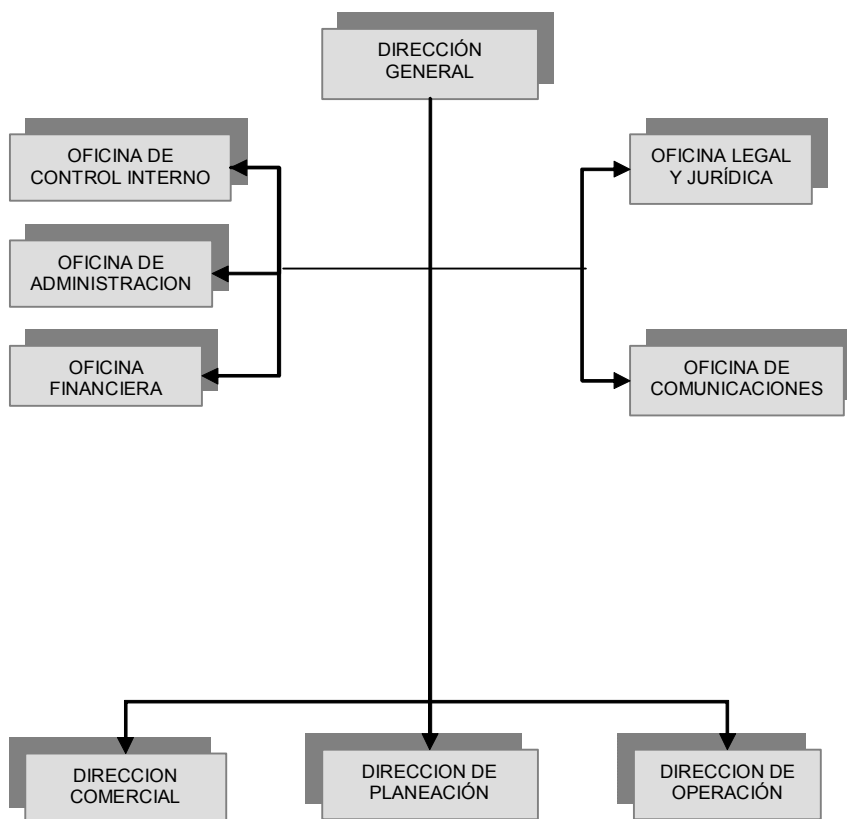 DIRECCIÓN
GENERAL
OFICINA DE
CONTROL INTERNO
OFICINA LEGAL
Y JURÍDICA
OFICINA DE
ADMINISTRACION
OFICINA
FINANCIERA
OFICINA DE
COMUNICACIONES
DIRECCION
COMERCIAL
DIRECCION DE
PLANEACIÓN
DIRECCION DE
OPERACIÓN